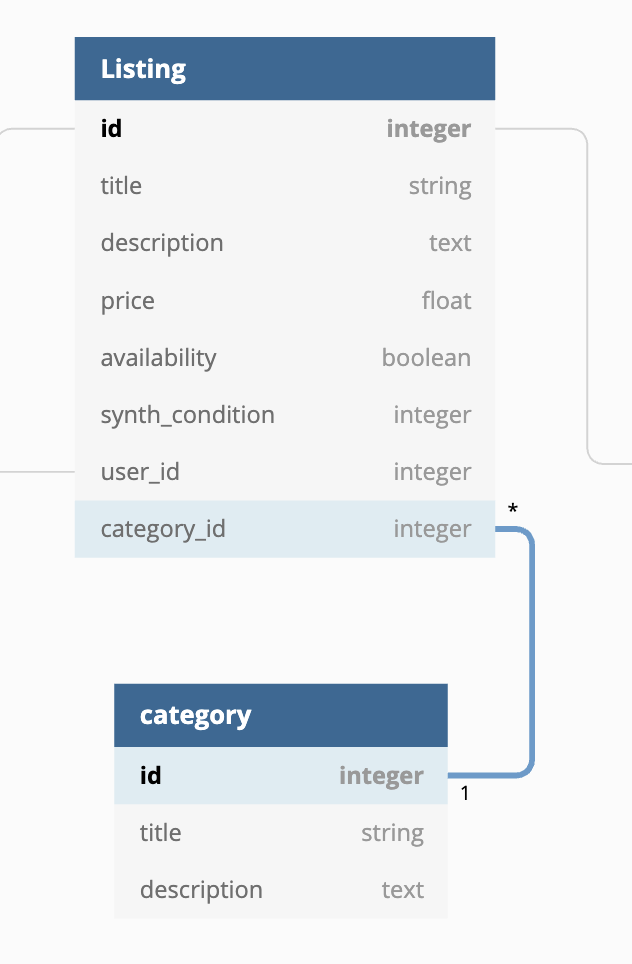 Listing
id integer
title string
description text
price float
availability boolean
synth_condition integer
user_id integer
*
category_id integer
category
id integer
1
title string
description text